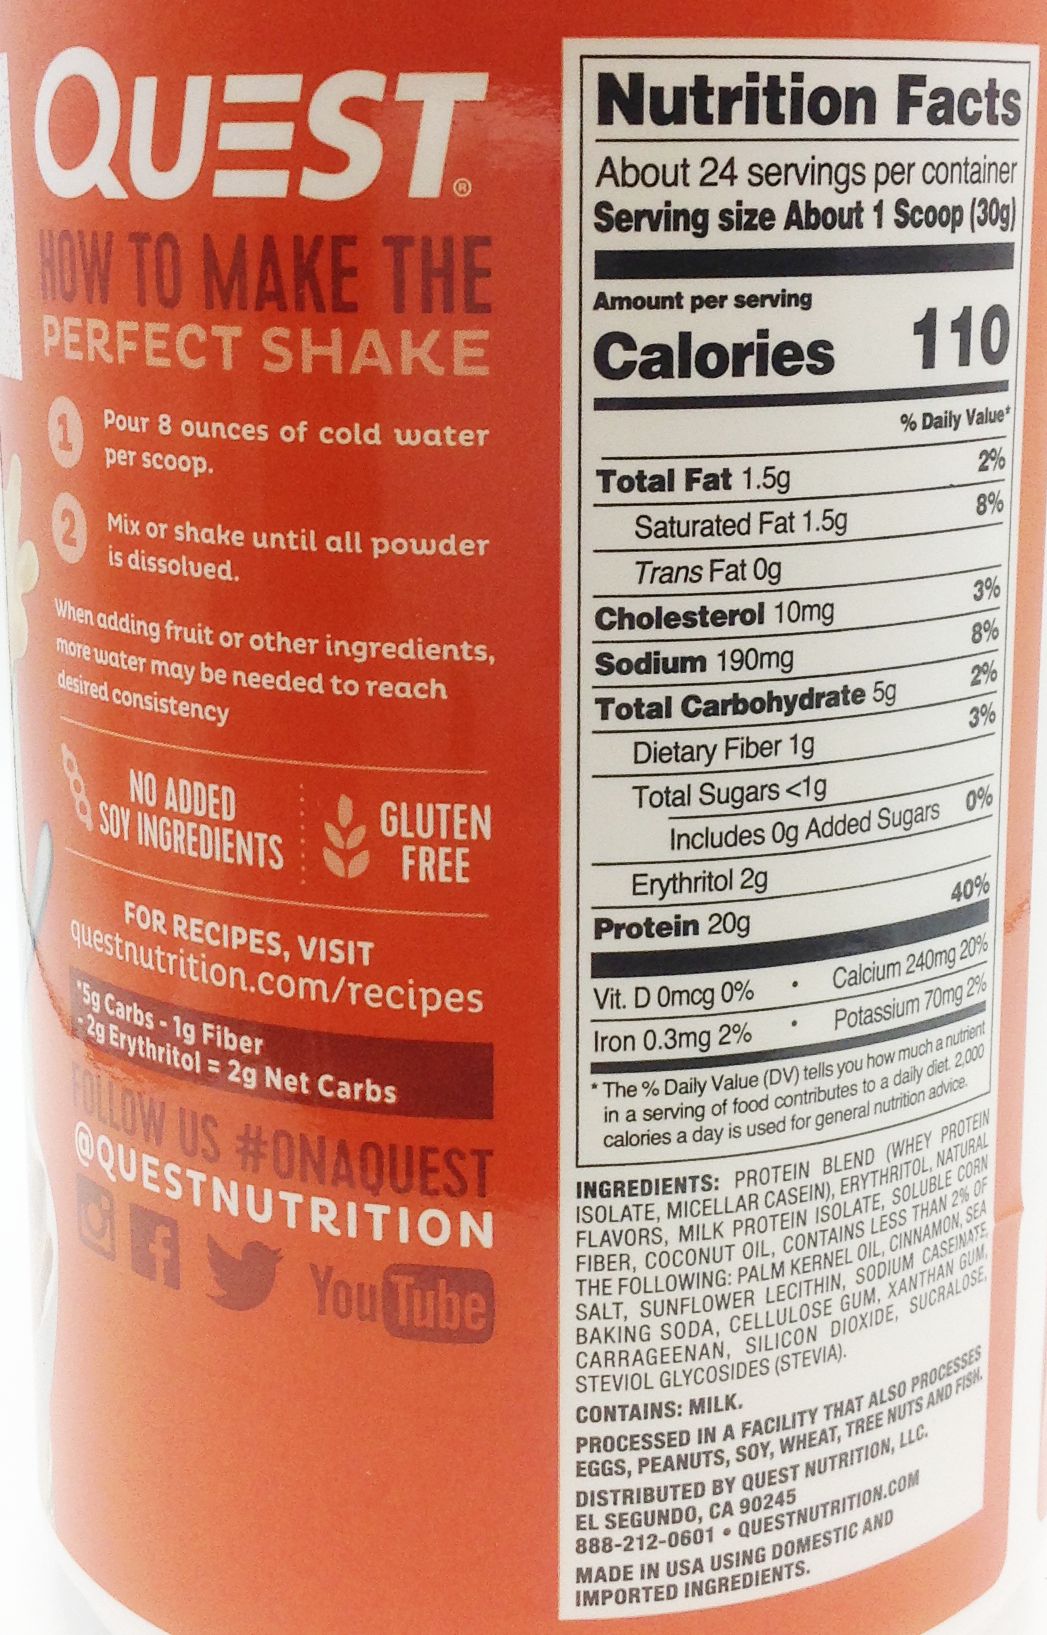 QUEST®
HOW TO MAKE THE
PERFECT SHAKE
1 Pour 8 ounces of cold water
per scoop.
2 Mix or shake until all powder
is dissolved.
When adding fruit or other ingredients,
more water may be needed to reach
desired consistency
NO ADDED
SOY INGREDIENTS
GLUTEN
FREE
FOR RECIPES, VISIT
questnutrition.com/recipes
*5g Carbs - 1g Fiber
- 2g Erythritol = 2g Net Carbs
FOLLOW US #ONAQUEST
@QUESTNUTRITION
f YouTube
Nutrition Facts
About 24 servings per container
Serving size About 1 Scoop (30g)
Amount per serving
Calories 110
% Daily Value*
Total Fat 1.5g 2%
Saturated Fat 1.5g 8%
Trans Fat 0g
Cholesterol 10mg 3%
Sodium 190mg 8%
Total Carbohydrate 5g 2%
Dietary Fiber 1g 3%
Total Sugars <1g
Includes 0g Added Sugars 0%
Erythritol 2g
Protein 20g 40%
Vit. D 0mcg 0% • Calcium 240mg 20%
Iron 0.3mg 2% • Potassium 70mg 2%
* The % Daily Value (DV) tells you how much a nutrient
in a serving of food contributes to a daily diet. 2,000
calories a day is used for general nutrition advice.
INGREDIENTS: PROTEIN BLEND (WHEY PROTEIN
ISOLATE, MICELLAR CASEIN), ERYTHRITOL, NATURAL
FLAVORS, MILK PROTEIN ISOLATE, SOLUBLE CORN
FIBER, COCONUT OIL, CONTAINS LESS THAN 2% OF
THE FOLLOWING: PALM KERNEL OIL, CINNAMON, SEA
SALT, SUNFLOWER LECITHIN, SODIUM CASEINATE,
BAKING SODA, CELLULOSE GUM, XANTHAN GUM,
CARRAGEENAN, SILICON DIOXIDE, SUCRALOSE,
STEVIOL GLYCOSIDES (STEVIA).
CONTAINS: MILK.
PROCESSED IN A FACILITY THAT ALSO PROCESSES
EGGS, PEANUTS, SOY, WHEAT, TREE NUTS AND FISH.
DISTRIBUTED BY QUEST NUTRITION, LLC.
EL SEGUNDO, CA 90245
888-212-0601 • QUESTNUTRITION.COM
MADE IN USA USING DOMESTIC AND
IMPORTED INGREDIENTS.